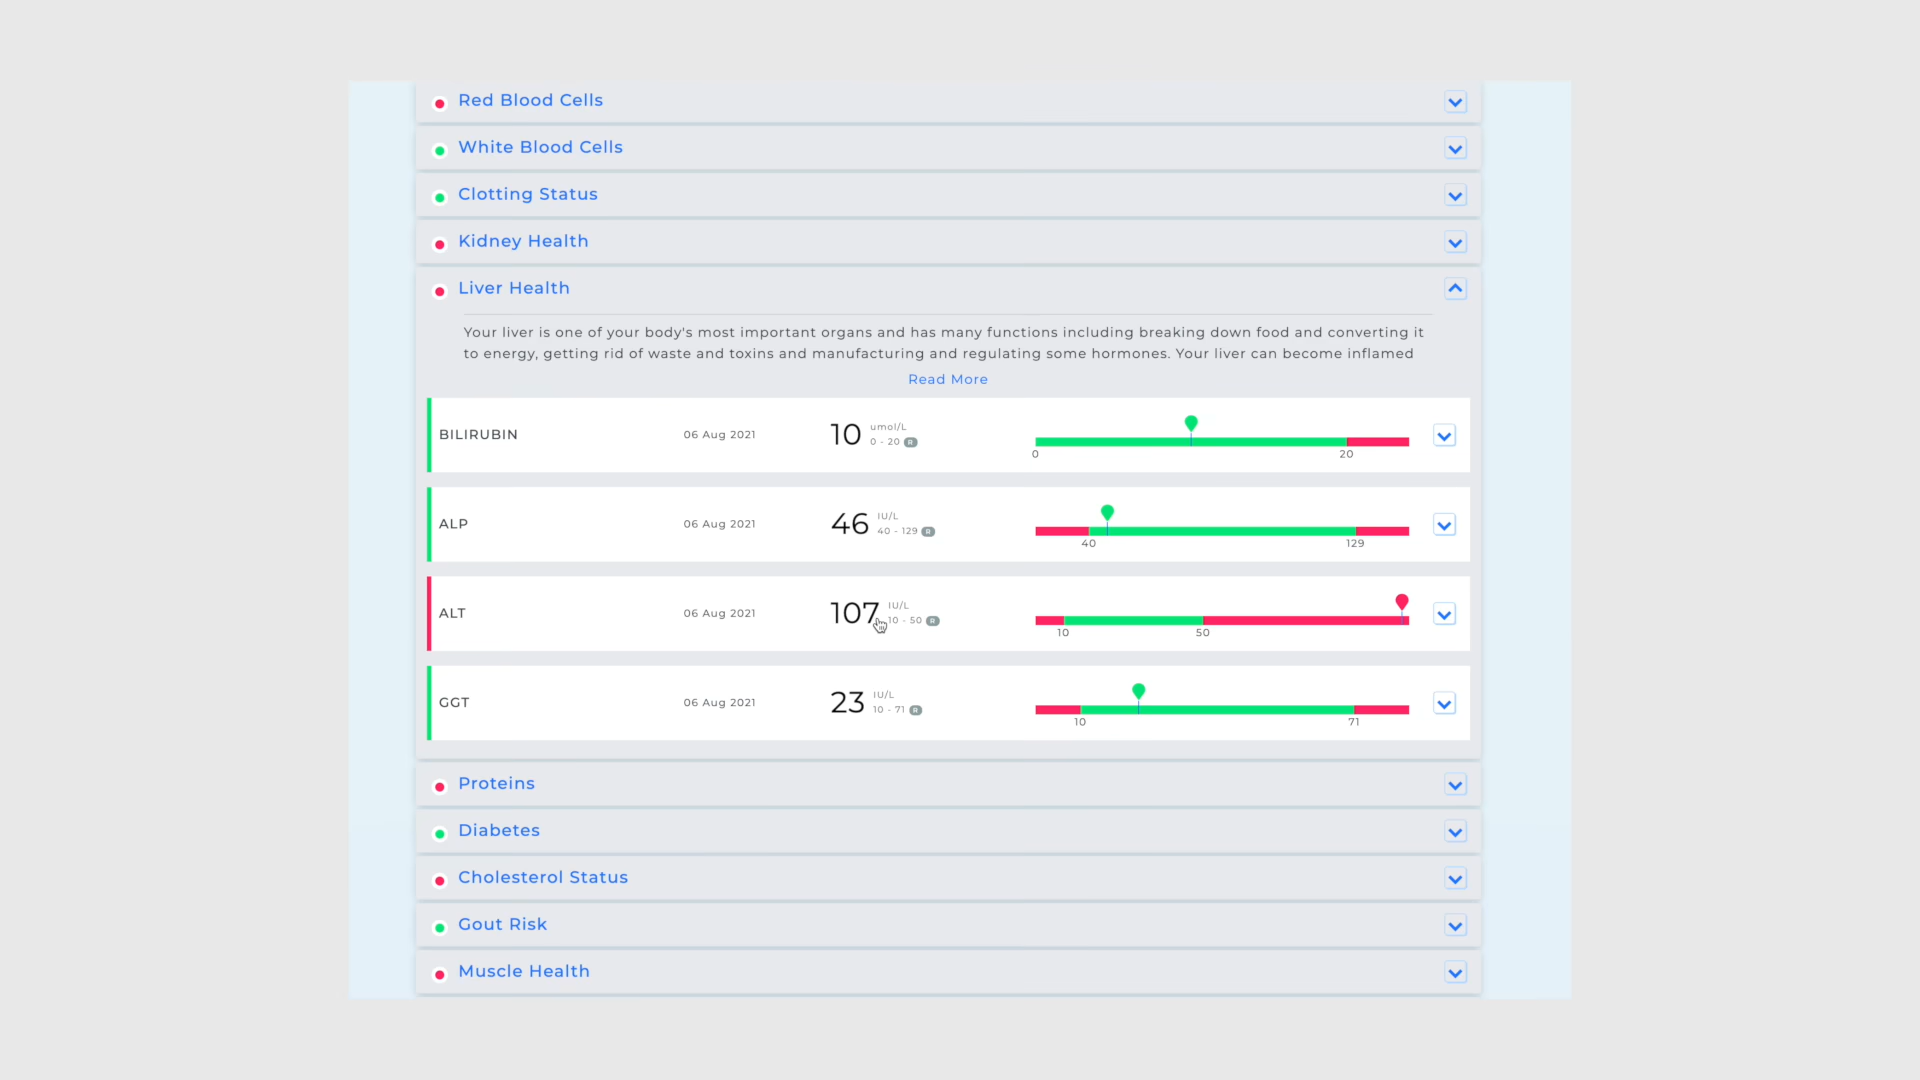 Red Blood Cells
White Blood Cells
Clotting Status
Kidney Health
Liver Health
Your liver is one of your body's most important organs and has many functions including breaking down food and converting it
to energy, getting rid of waste and toxins and manufacturing and regulating some hormones. Your liver can become inflamed
Read More
BILIRUBIN 06 Aug 2021 10 umol/L 0 - 20 R
0 20
ALP 06 Aug 2021 46 IU/L 40 - 129 R
40 129
ALT 06 Aug 2021 107 IU/L 10 - 50 R
10 50
GGT 06 Aug 2021 23 IU/L 10 - 71 R
10 71
Proteins
Diabetes
Cholesterol Status
Gout Risk
Muscle Health